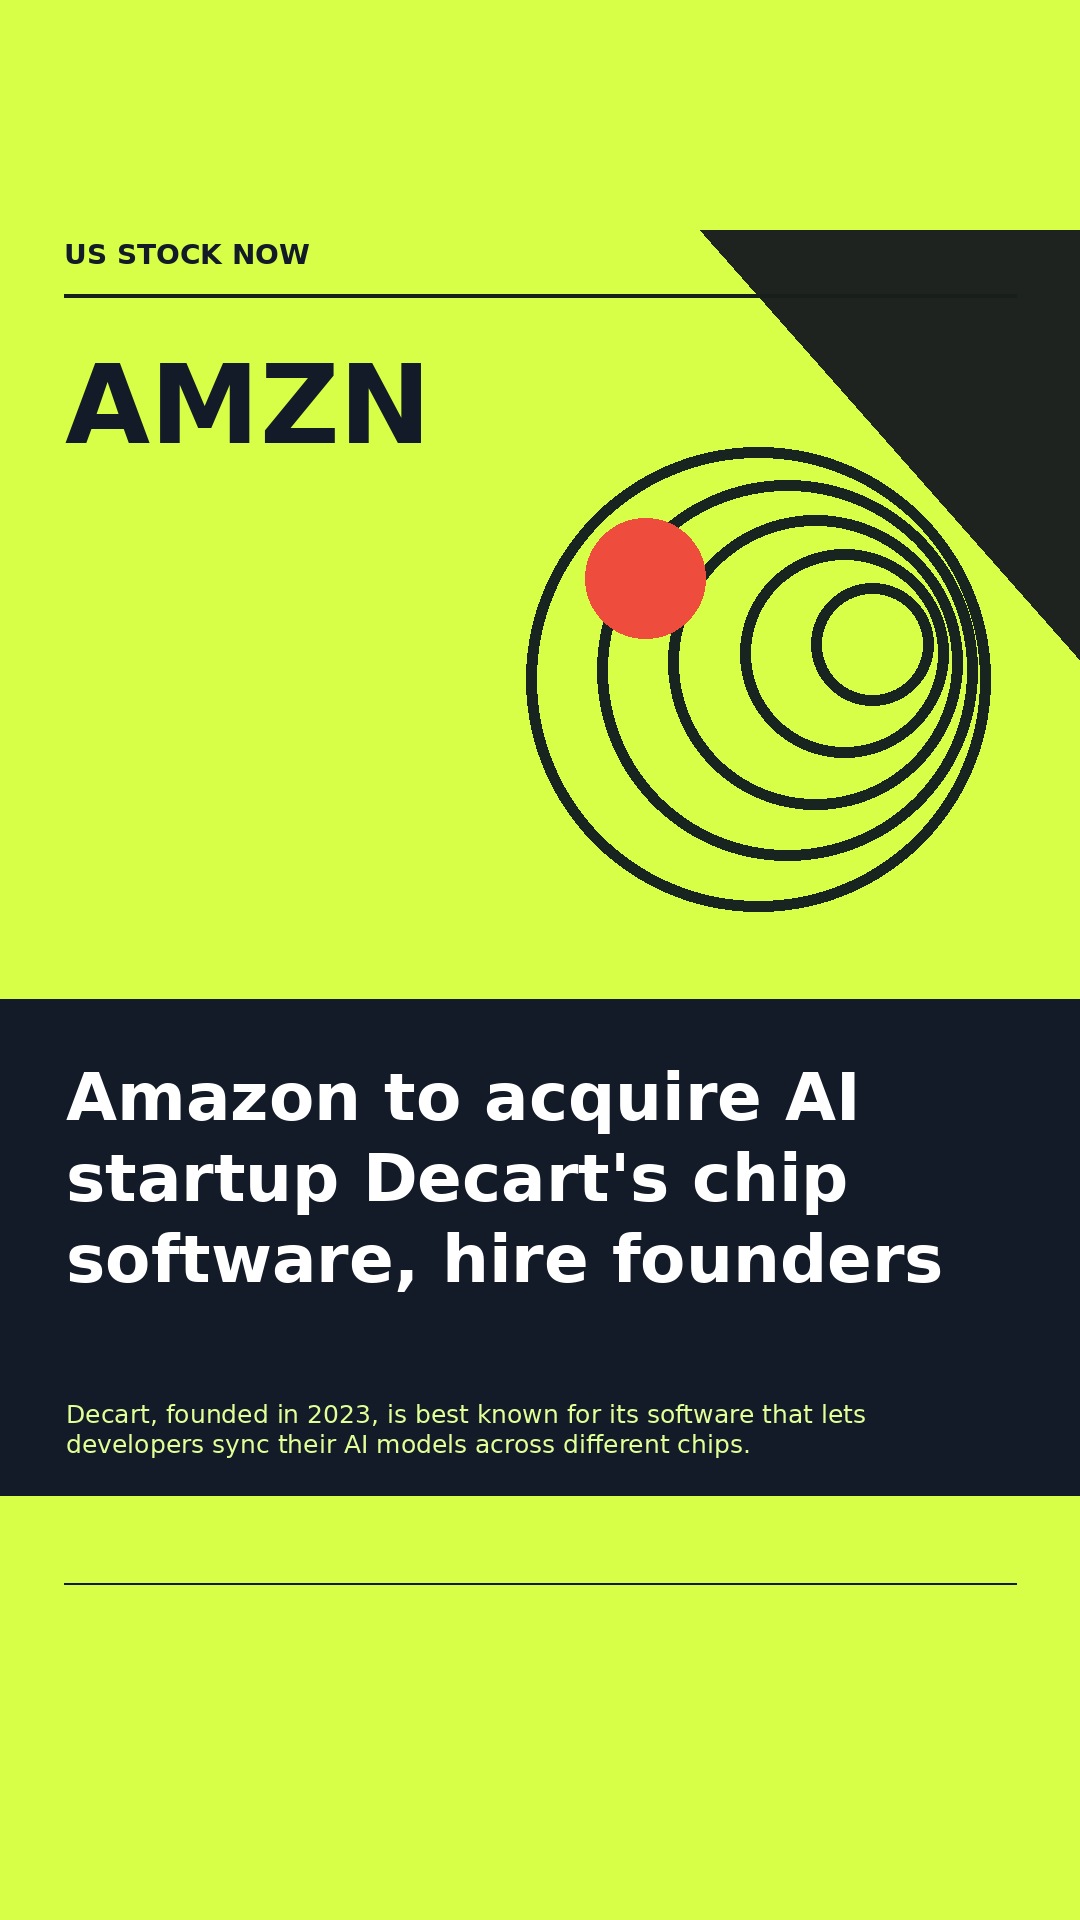 US STOCK NOW
AMZN
Amazon to acquire AI
startup Decart's chip
software, hire founders
Decart, founded in 2023, is best known for its software that lets
developers sync their AI models across different chips.